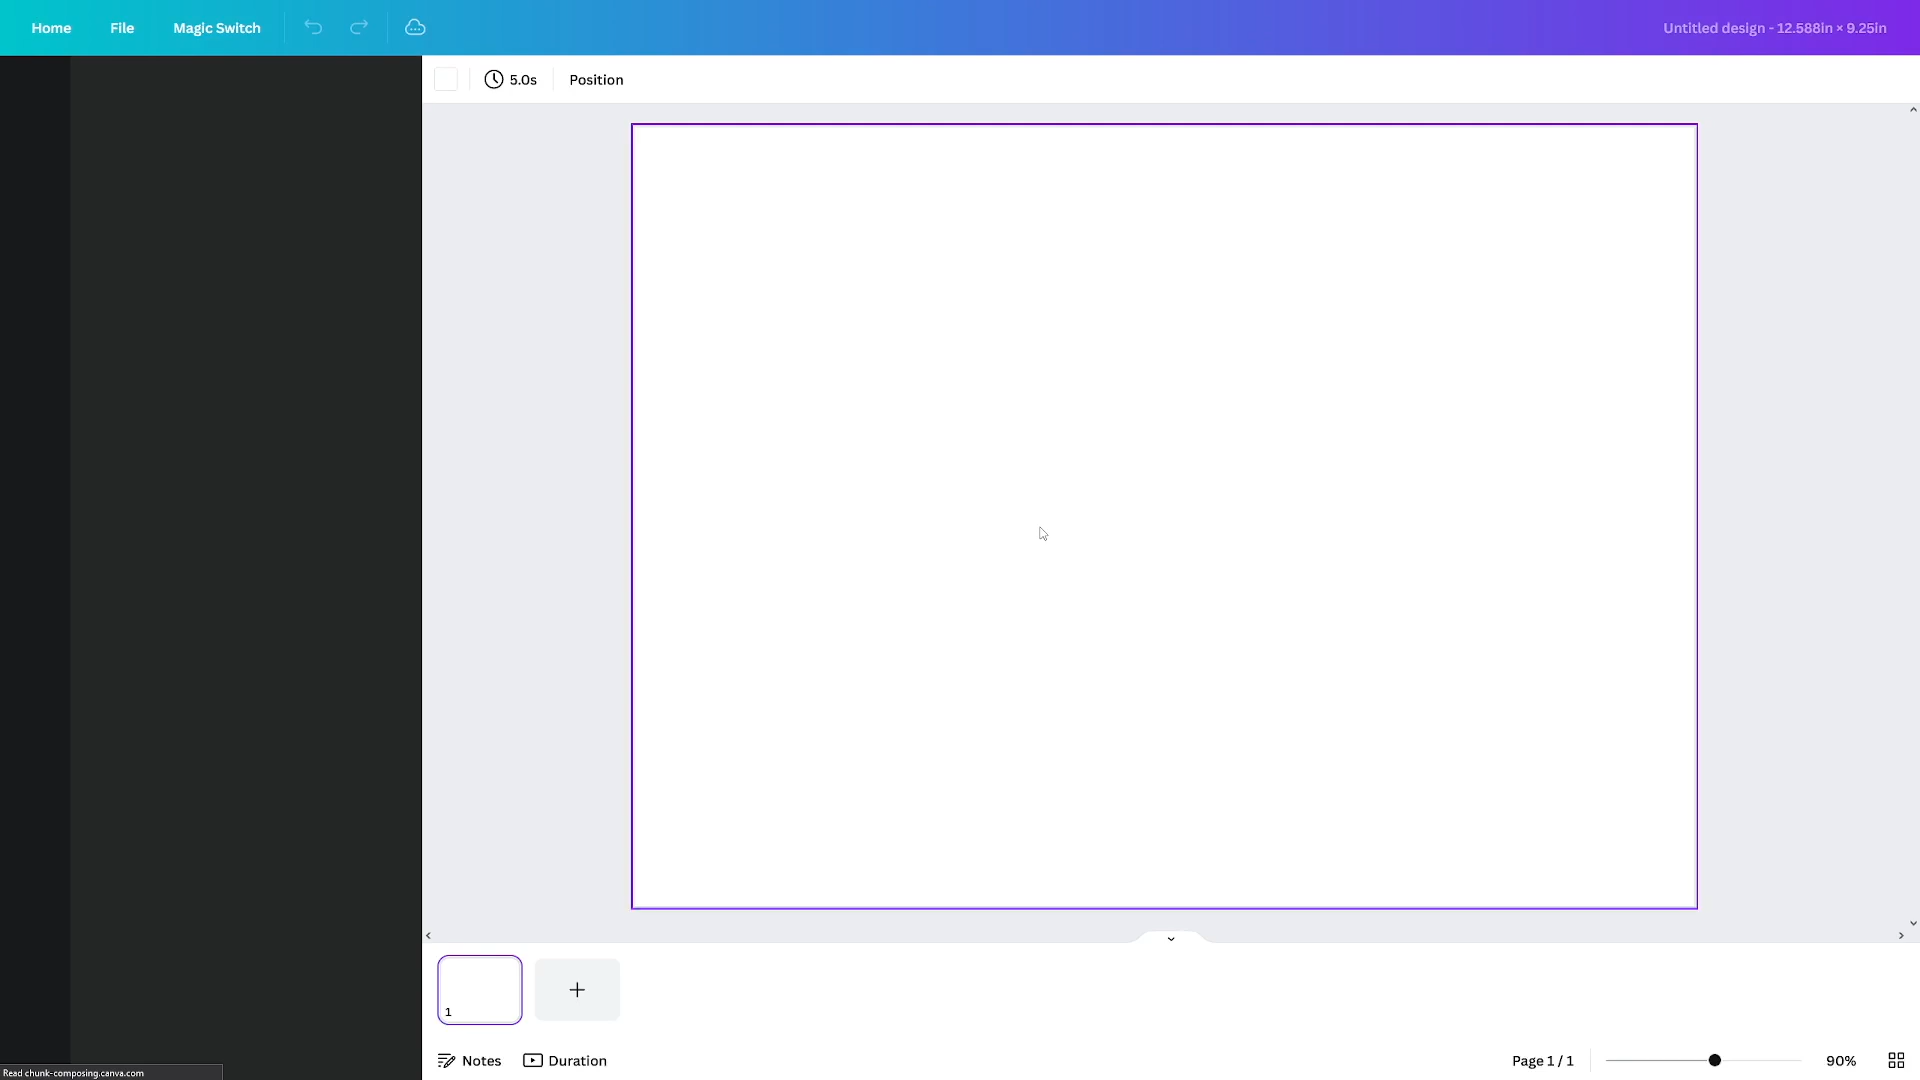 Home File Magic Switch Untitled design - 12.588in × 9.25in
5.0s Position
1
Notes Duration Page 1 / 1 90%
Read chunk-composing.canva.com